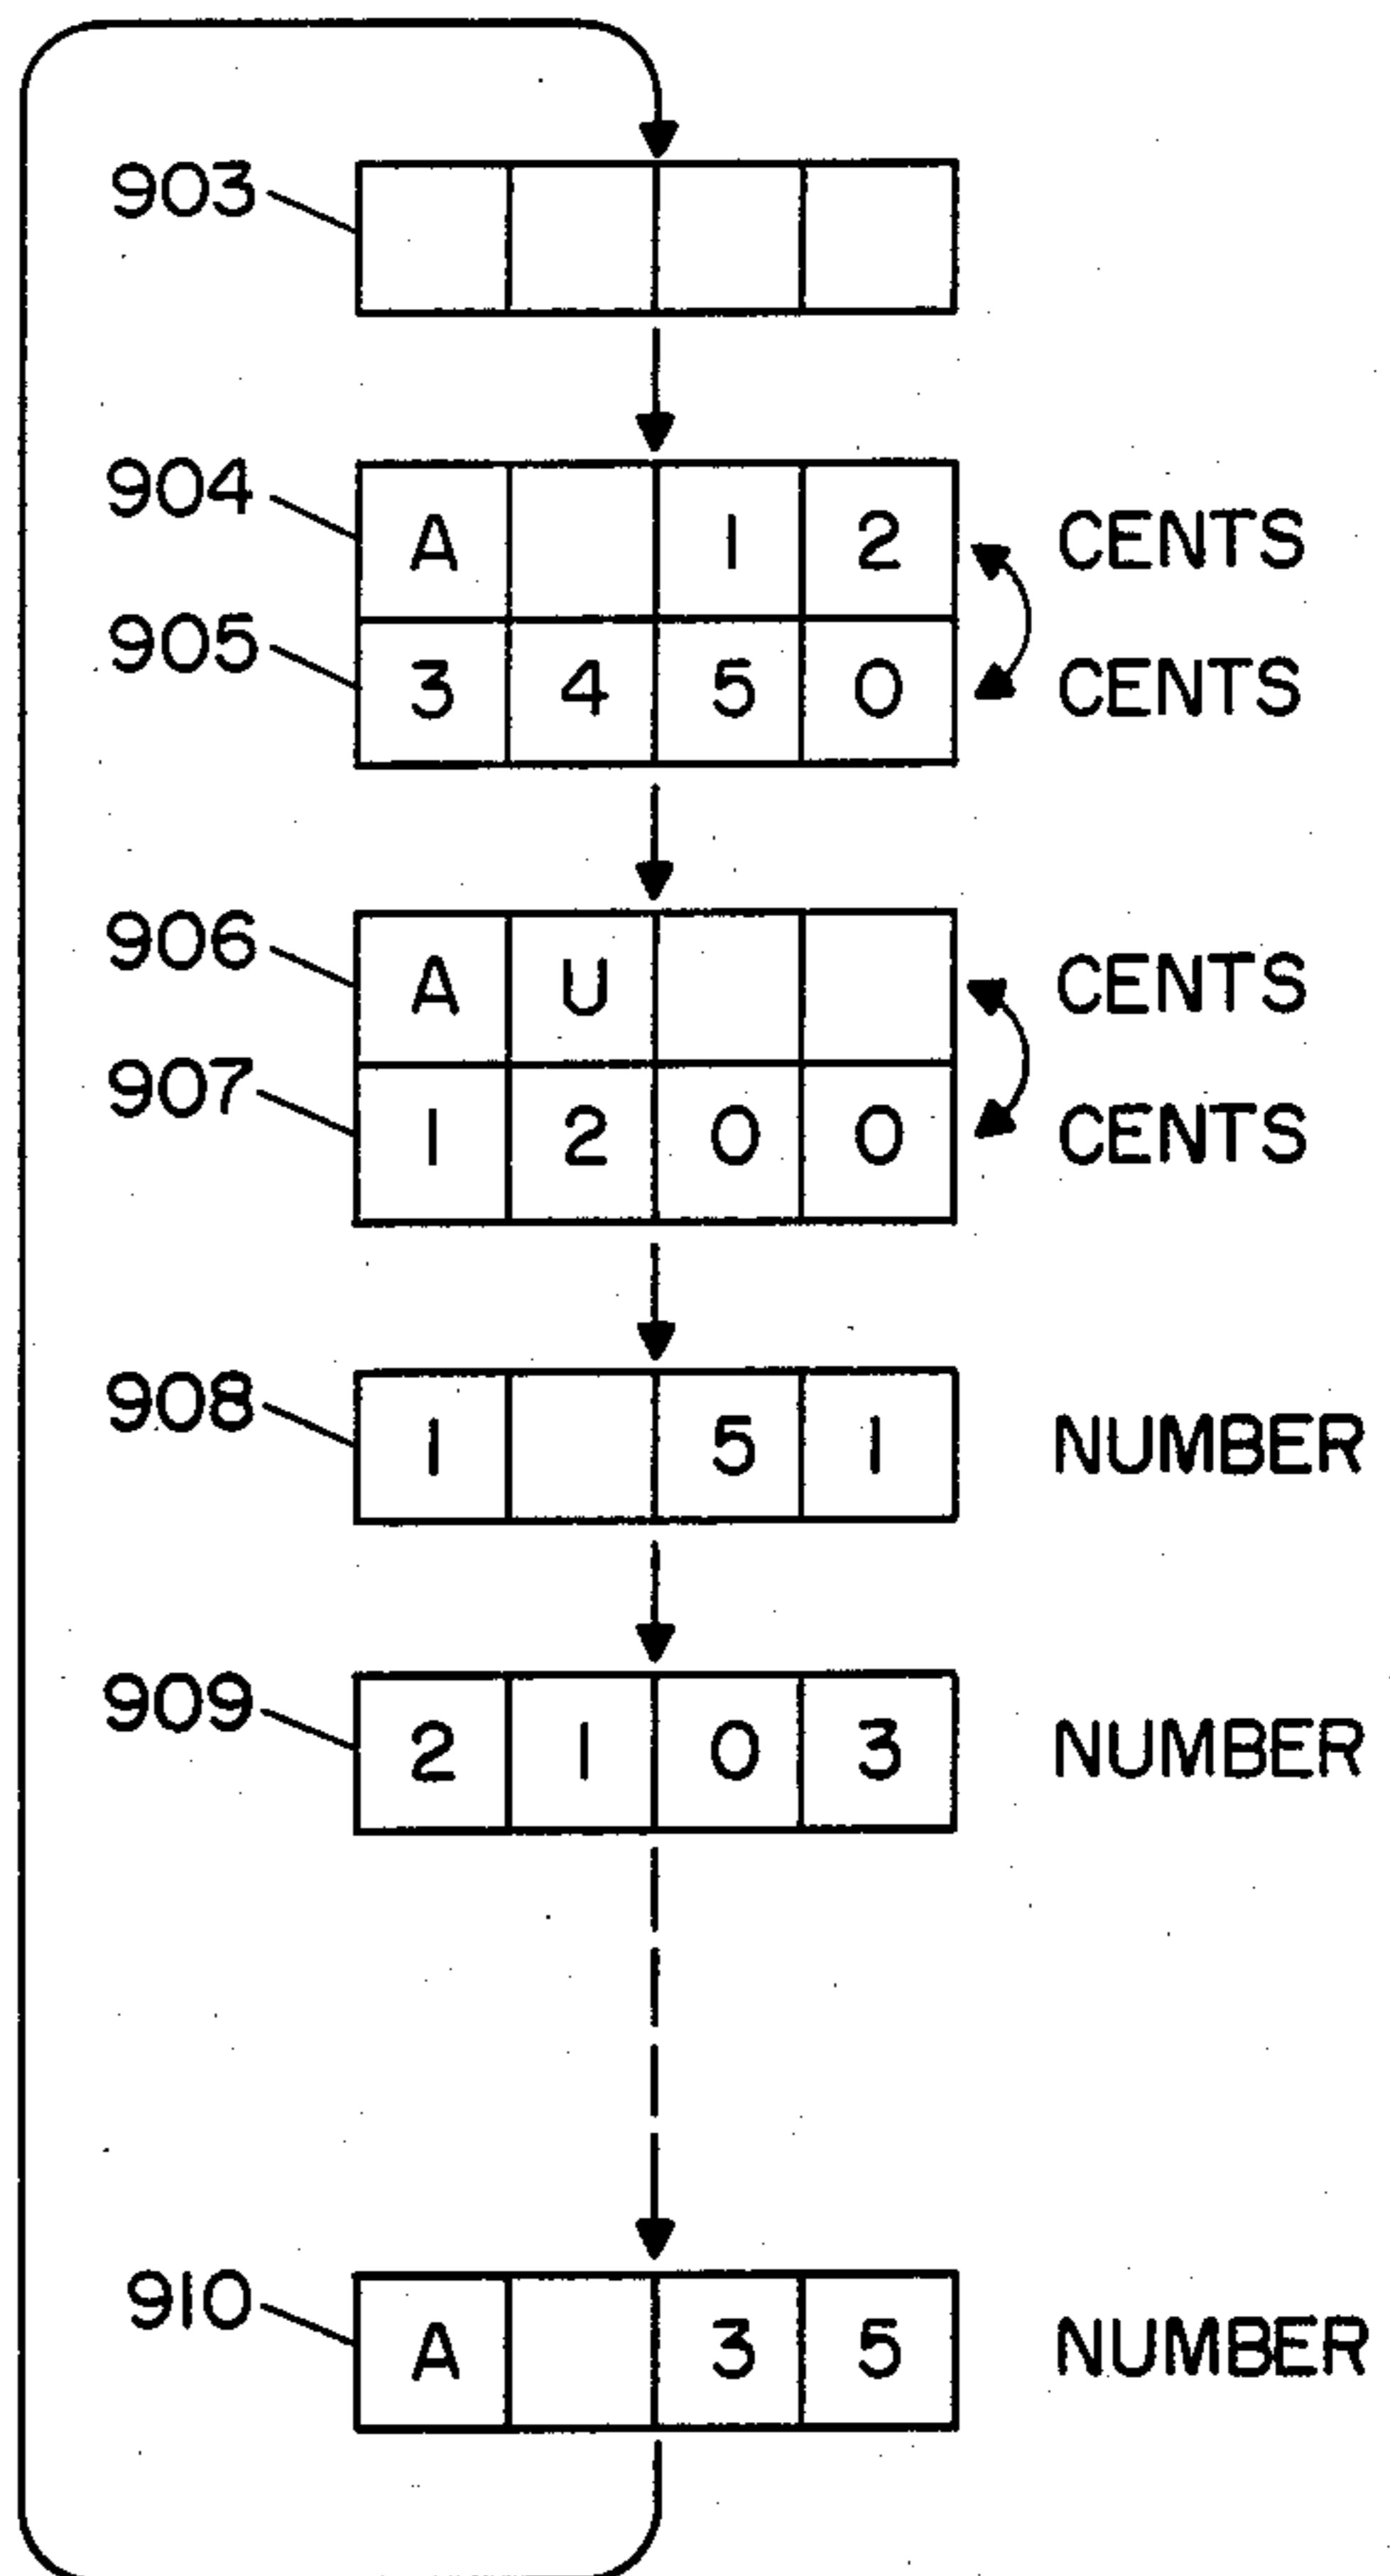 903
904 A 1 2 CENTS
905 3 4 5 0 CENTS
906 A U CENTS
907 1 2 0 0 CENTS
908 1 5 1 NUMBER
909 2 1 0 3 NUMBER
910 A 3 5 NUMBER